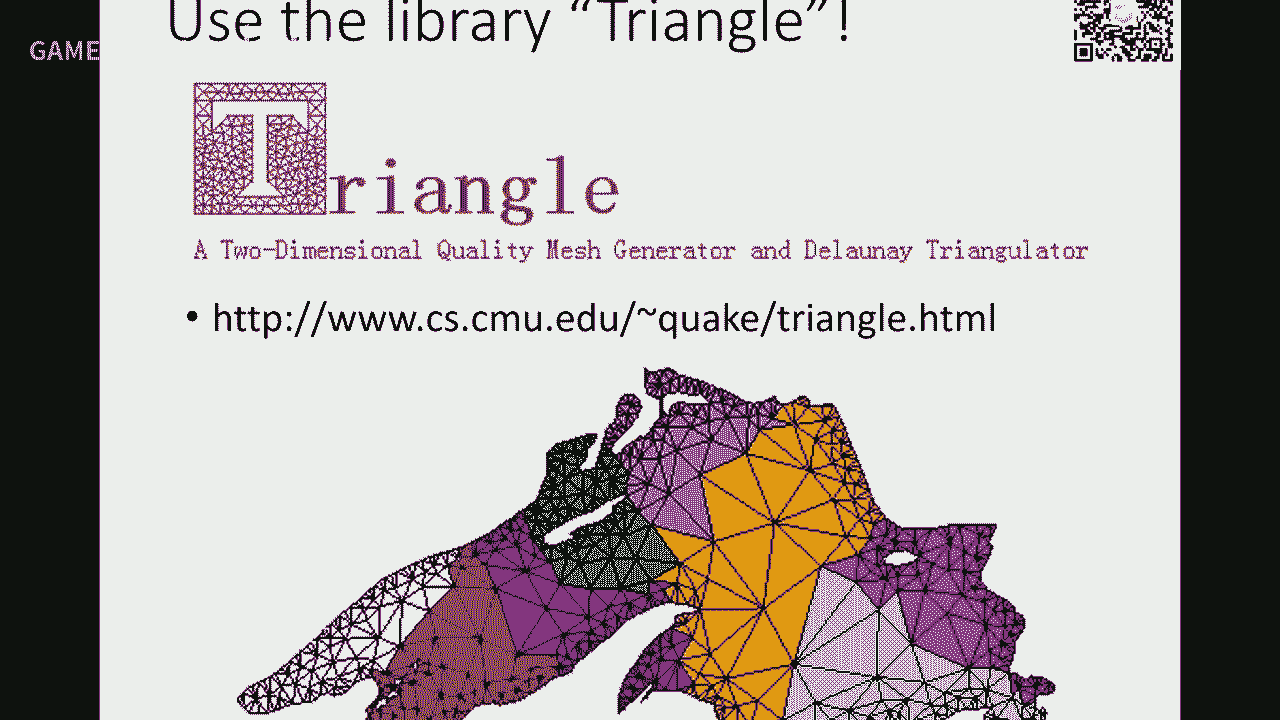 Use the library “Triangle”!
GAME
Triangle
A Two-Dimensional Quality Mesh Generator and Delaunay Triangulator
• http://www.cs.cmu.edu/~quake/triangle.html